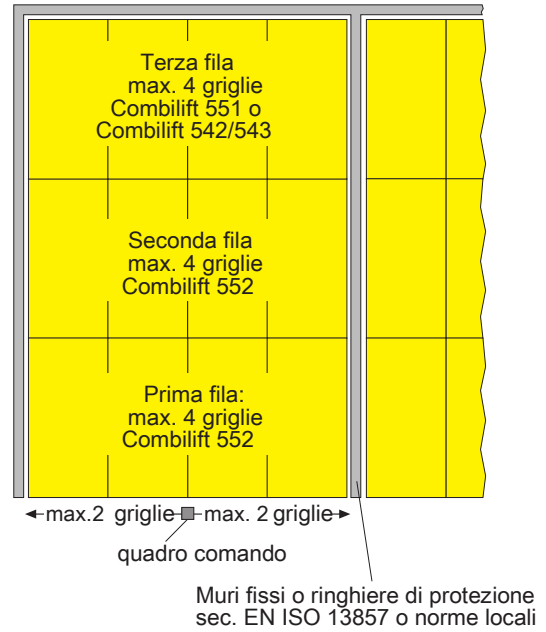 Terza fila
max. 4 griglie
Combilift 551 o
Combilift 542/543
Seconda fila
max. 4 griglie
Combilift 552
Prima fila:
max. 4 griglie
Combilift 552
max.2 griglie max. 2 griglie
quadro comando
Muri fissi o ringhiere di protezione
sec. EN ISO 13857 o norme locali